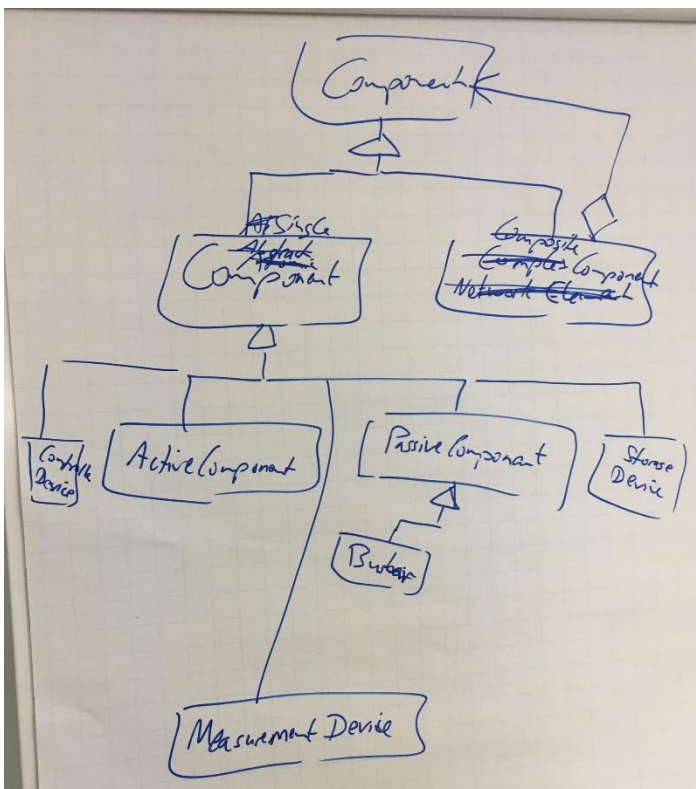 Component
Single
Abstract
Component
Composite
Complex Component
Network Element
Device
Active Component
Passive Component
Storage
Device
Measurement Device